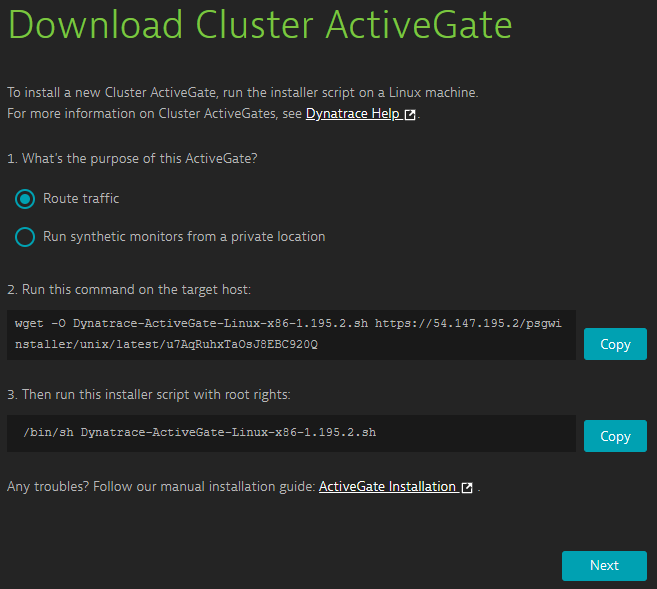 Download Cluster ActiveGate
To install a new Cluster ActiveGate, run the installer script on a Linux machine.
For more information on Cluster ActiveGates, see Dynatrace Help.
1. What's the purpose of this ActiveGate?
Route traffic
Run synthetic monitors from a private location
2. Run this command on the target host:
wget -O Dynatrace-ActiveGate-Linux-x86-1.195.2.sh https://54.147.195.2/psgwi
nstaller/unix/latest/u7AqRuhxTaOsJ8EBC920Q
Copy
3. Then run this installer script with root rights:
/bin/sh Dynatrace-ActiveGate-Linux-x86-1.195.2.sh
Copy
Any troubles? Follow our manual installation guide: ActiveGate Installation .
Next